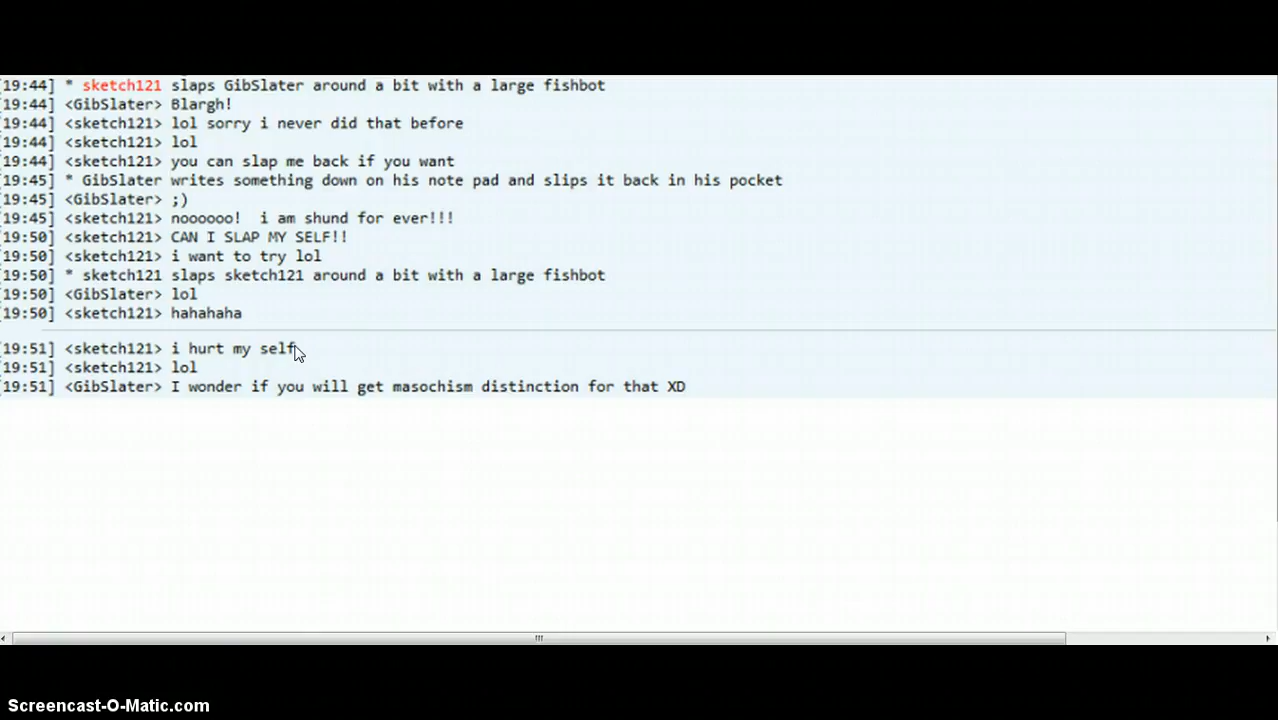 [19:44] * sketch121 slaps GibSlater around a bit with a large fishbot
[19:44] <GibSlater> Blargh!
[19:44] <sketch121> lol sorry i never did that before
[19:44] <sketch121> lol
[19:44] <sketch121> you can slap me back if you want
[19:45] * GibSlater writes something down on his note pad and slips it back in his pocket
[19:45] <GibSlater> ;)
[19:45] <sketch121> noooooo!  i am shund for ever!!!
[19:50] <sketch121> CAN I SLAP MY SELF!!
[19:50] <sketch121> i want to try lol
[19:50] * sketch121 slaps sketch121 around a bit with a large fishbot
[19:50] <GibSlater> lol
[19:50] <sketch121> hahahaha
[19:51] <sketch121> i hurt my self
[19:51] <sketch121> lol
[19:51] <GibSlater> I wonder if you will get masochism distinction for that XD
Screencast-O-Matic.com